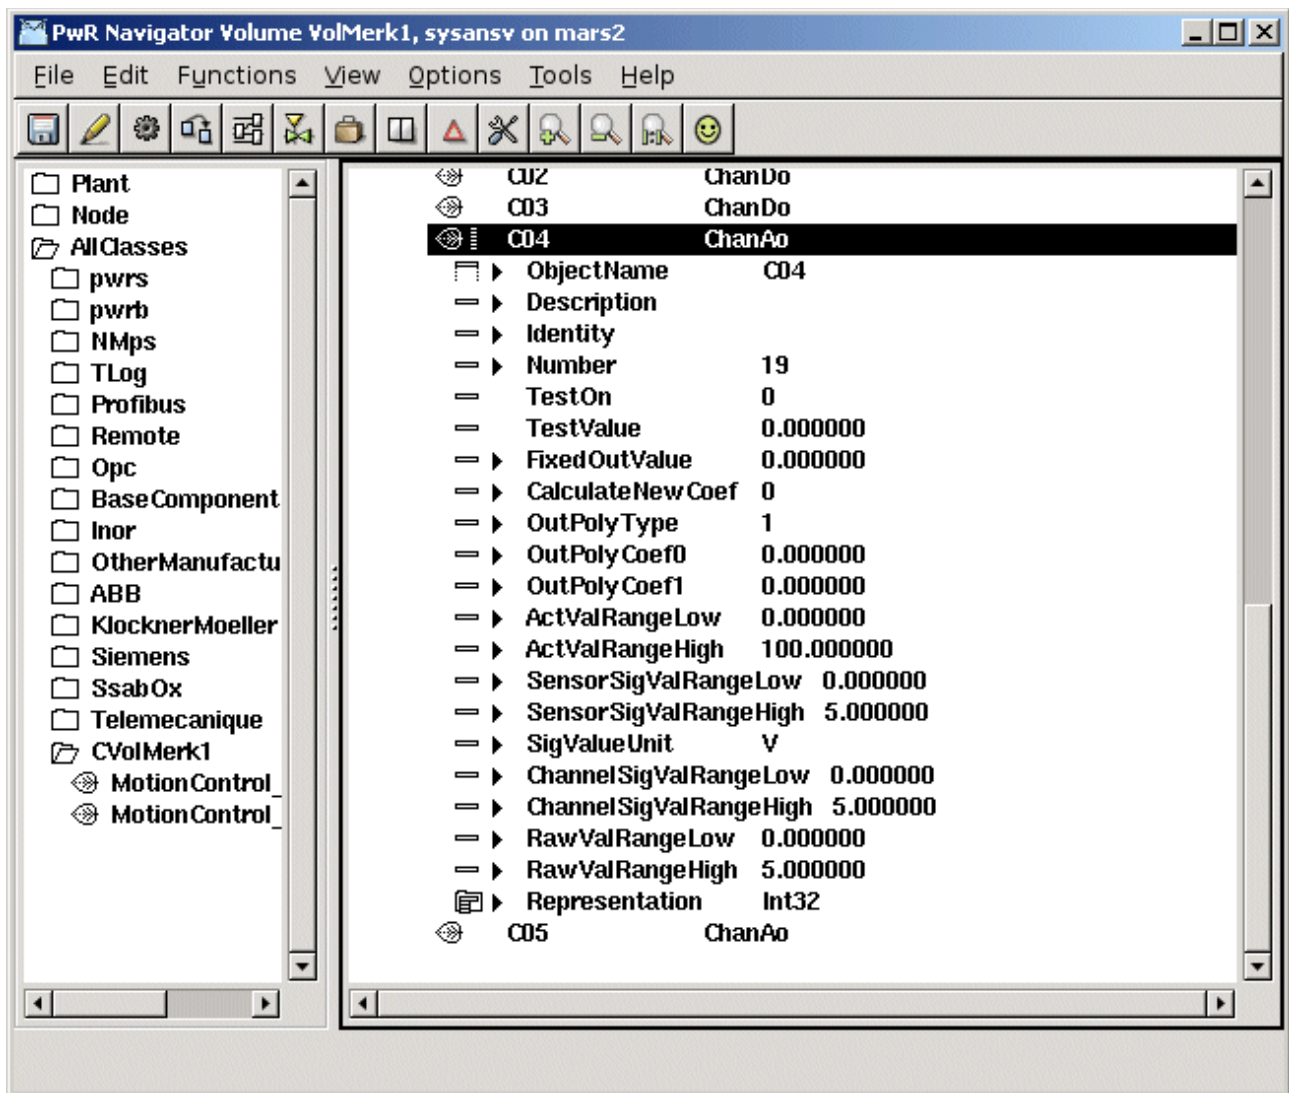 PwR Navigator Volume VolMerk1, sysansv on mars2
File Edit Functions View Options Tools Help
Plant
Node
AllClasses
pwrs
pwrb
NMps
TLog
Profibus
Remote
Opc
BaseComponent
Inor
OtherManufactu
ABB
KlocknerMoeller
Siemens
SsabOx
Telemecanique
CVolMerk1
MotionControl_
MotionControl_
C02 ChanDo
C03 ChanDo
C04 ChanAo
ObjectName C04
Description
Identity
Number 19
TestOn 0
TestValue 0.000000
FixedOutValue 0.000000
CalculateNewCoef 0
OutPolyType 1
OutPolyCoef0 0.000000
OutPolyCoef1 0.000000
ActValRangeLow 0.000000
ActValRangeHigh 100.000000
SensorSigValRangeLow 0.000000
SensorSigValRangeHigh 5.000000
SigValueUnit V
ChannelSigValRangeLow 0.000000
ChannelSigValRangeHigh 5.000000
RawValRangeLow 0.000000
RawValRangeHigh 5.000000
Representation Int32
C05 ChanAo